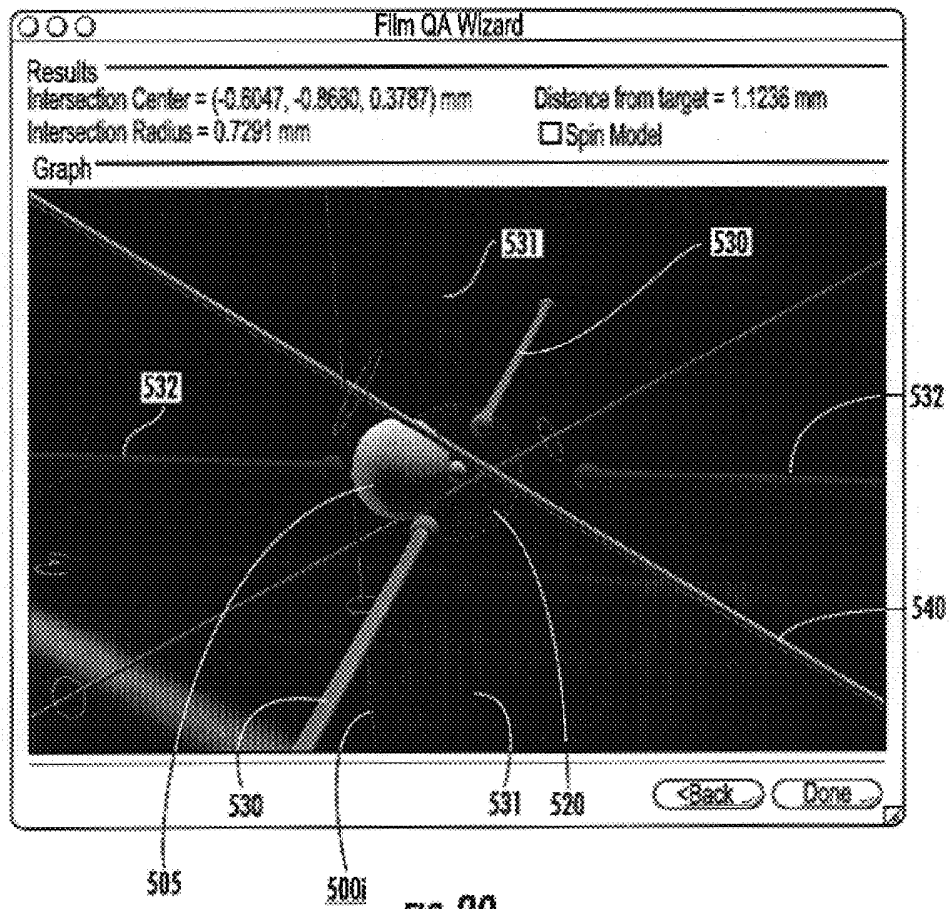 Film QA Wizard
Results
Intersection Center = (-0.8047, -0.8680, 0.3787) mm
Distance from target = 1.1236 mm
Intersection Radius = 0.7291 mm
Spin Model
Graph
531
530
532
532
540
530
531
520
<Back
Done
505
500i
FIG.